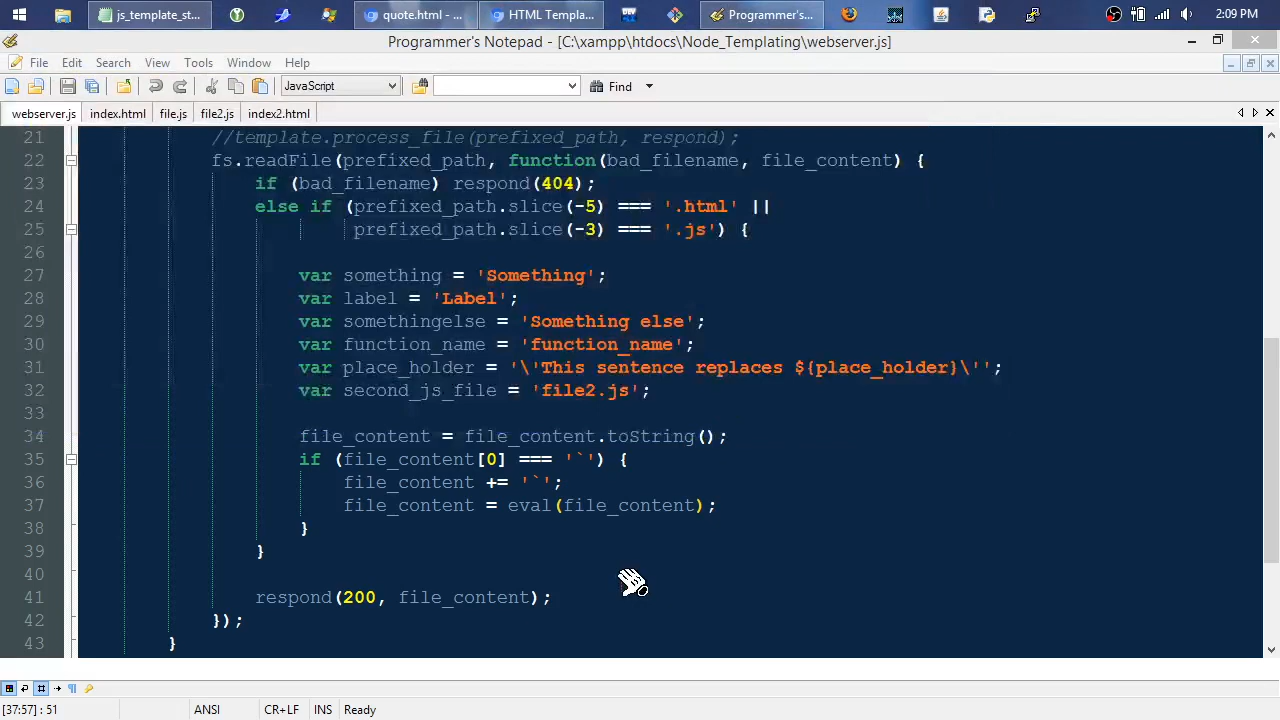 js_template_st...
quote.html - ...
HTML Templa...
DEV
Programmer's...
2:09 PM
Programmer's Notepad - [C:\xampp\htdocs\Node_Templating\webserver.js]
File Edit Search View Tools Window Help
JavaScript
Find
webserver.js index.html file.js file2.js index2.html
21 //template.process_file(prefixed_path, respond);
22 fs.readFile(prefixed_path, function(bad_filename, file_content) {
23 if (bad_filename) respond(404);
24 else if (prefixed_path.slice(-5) === '.html' ||
25 prefixed_path.slice(-3) === '.js') {
26
27 var something = 'Something';
28 var label = 'Label';
29 var somethingelse = 'Something else';
30 var function_name = 'function_name';
31 var place_holder = '\'This sentence replaces ${place_holder}\'';
32 var second_js_file = 'file2.js';
33
34 file_content = file_content.toString();
35 if (file_content[0] === '`') {
36 file_content += '`';
37 file_content = eval(file_content);
38 }
39 }
40
41 respond(200, file_content);
42 });
43 }
[37:57] : 51 ANSI CR+LF INS Ready